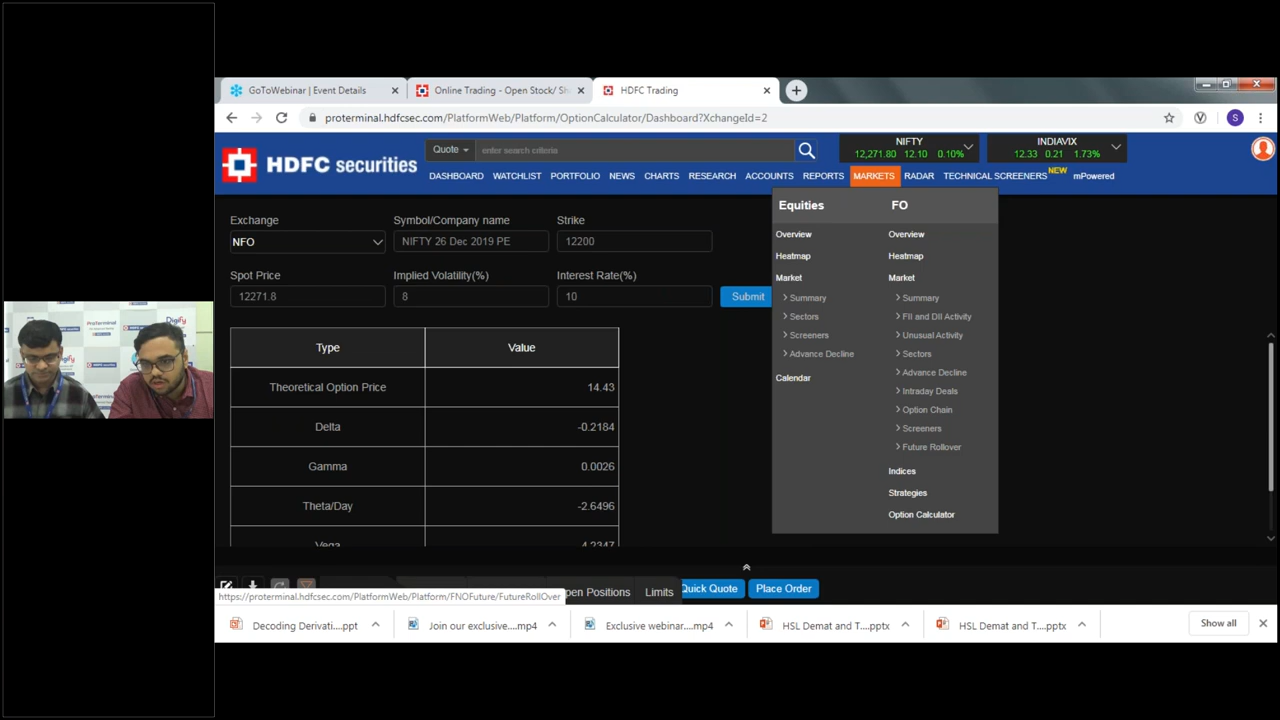 GoToWebinar | Event Details
Online Trading - Open Stock/ Sh
HDFC Trading
proterminal.hdfcsec.com/PlatformWeb/Platform/OptionCalculator/Dashboard?XchangeId=2
HDFC securities
Quote
enter search criteria
NIFTY
12,271.80 12.10 0.10%
INDIAVIX
12.33 0.21 1.73%
DASHBOARD WATCHLIST PORTFOLIO NEWS CHARTS RESEARCH ACCOUNTS REPORTS MARKETS RADAR TECHNICAL SCREENERS NEW mPowered
Exchange
NFO
Symbol/Company name
NIFTY 26 Dec 2019 PE
Strike
12200
Spot Price
12271.8
Implied Volatility(%)
8
Interest Rate(%)
10
Submit
Type Value
Theoretical Option Price 14.43
Delta -0.2184
Gamma 0.0026
Theta/Day -2.6496
Vega 4.2347
Equities
Overview
Heatmap
Market
Summary
Sectors
Screeners
Advance Decline
Calendar
FO
Overview
Heatmap
Market
Summary
FII and DII Activity
Unusual Activity
Sectors
Advance Decline
Intraday Deals
Option Chain
Screeners
Future Rollover
Indices
Strategies
Option Calculator
pen Positions
Limits
Quick Quote
Place Order
https://proterminal.hdfcsec.com/PlatformWeb/Platform/FNOFuture/FutureRollOver
Decoding Derivati....ppt
Join our exclusive....mp4
Exclusive webinar....mp4
HSL Demat and T....pptx
HSL Demat and T....pptx
Show all
Proterminal
Digify